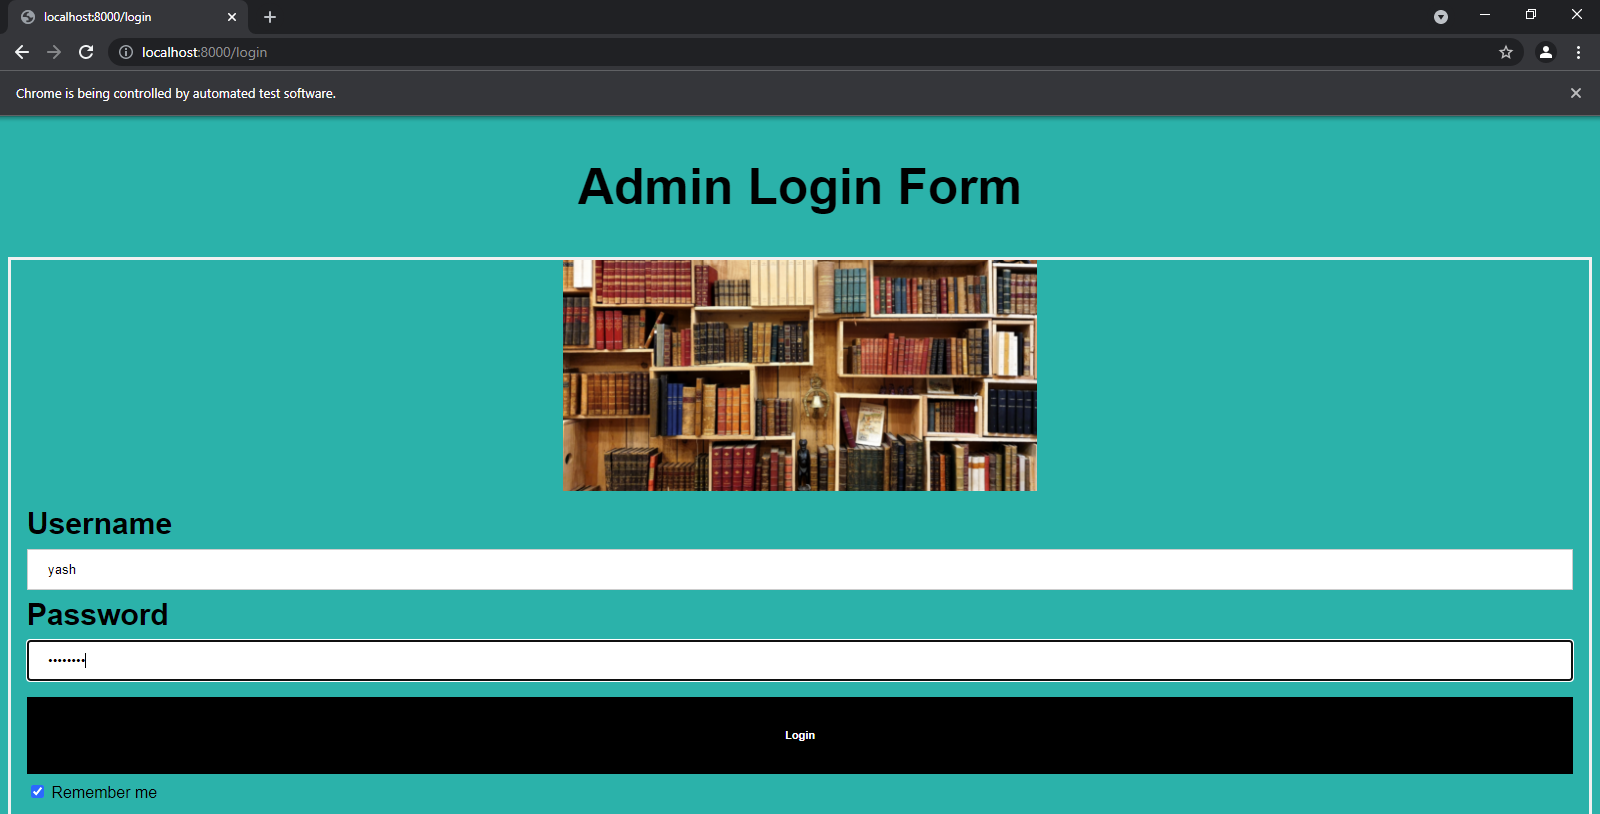 localhost:8000/login
localhost:8000/login
Chrome is being controlled by automated test software.
Admin Login Form
Username
yash
Password
••••••••
Login
Remember me